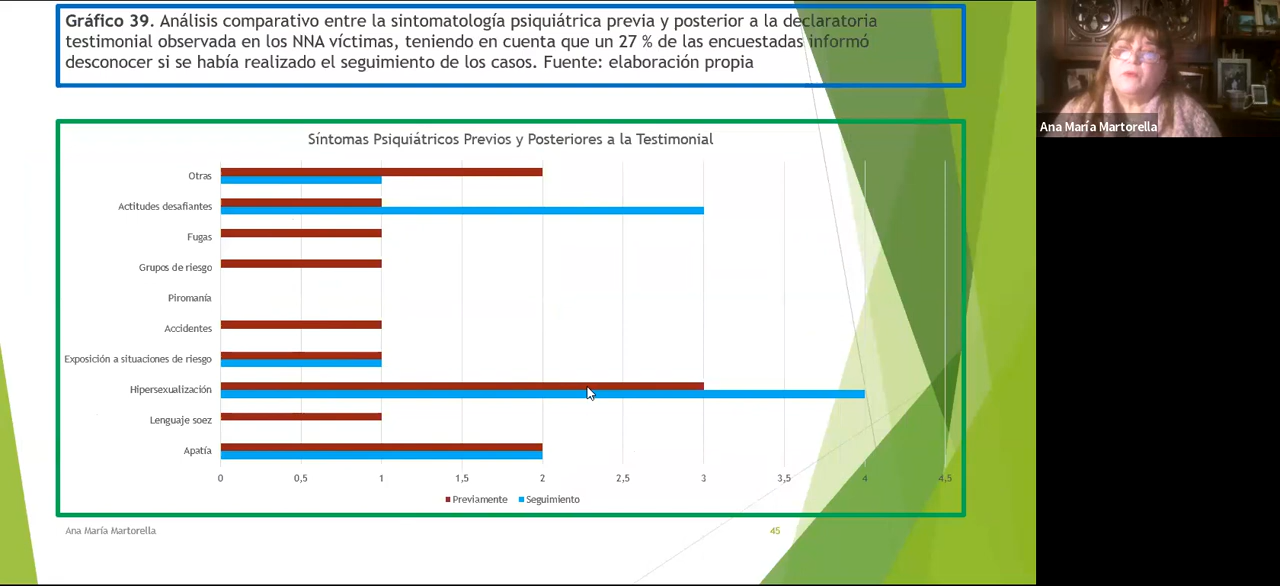 Gráfico 39. Análisis comparativo entre la sintomatología psiquiátrica previa y posterior a la declaratoria
testimonial observada en los NNA víctimas, teniendo en cuenta que un 27 % de las encuestadas informó
desconocer si se había realizado el seguimiento de los casos. Fuente: elaboración propia
Ana María Martorella
Síntomas Psiquiátricos Previos y Posteriores a la Testimonial
Otras
Actitudes desafiantes
Fugas
Grupos de riesgo
Piromanía
Accidentes
Exposición a situaciones de riesgo
Hipersexualización
Lenguaje soez
Apatía
0 0,5 1 1,5 2 2,5 3 3,5 4 4,5
Previamente Seguimiento
Ana María Martorella 45